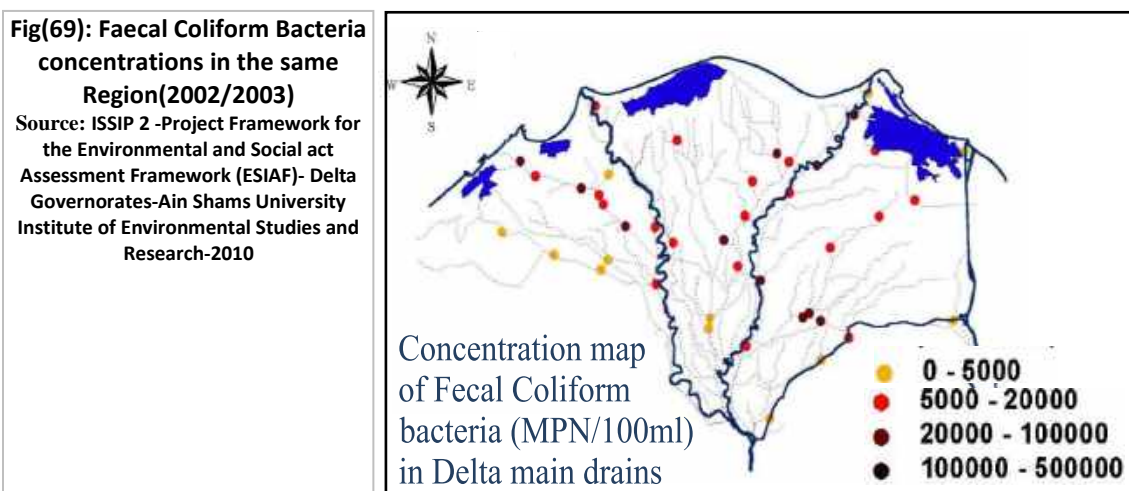 Fig(69): Faecal Coliform Bacteria
concentrations in the same
Region(2002/2003)
Source: ISSIP 2 -Project Framework for
the Environmental and Social act
Assessment Framework (ESIAF)- Delta
Governorates-Ain Shams University
Institute of Environmental Studies and
Research-2010
N
W
E
S
Concentration map
of Fecal Coliform
bacteria (MPN/100ml)
in Delta main drains
0 - 5000
5000 - 20000
20000 - 100000
100000 - 500000